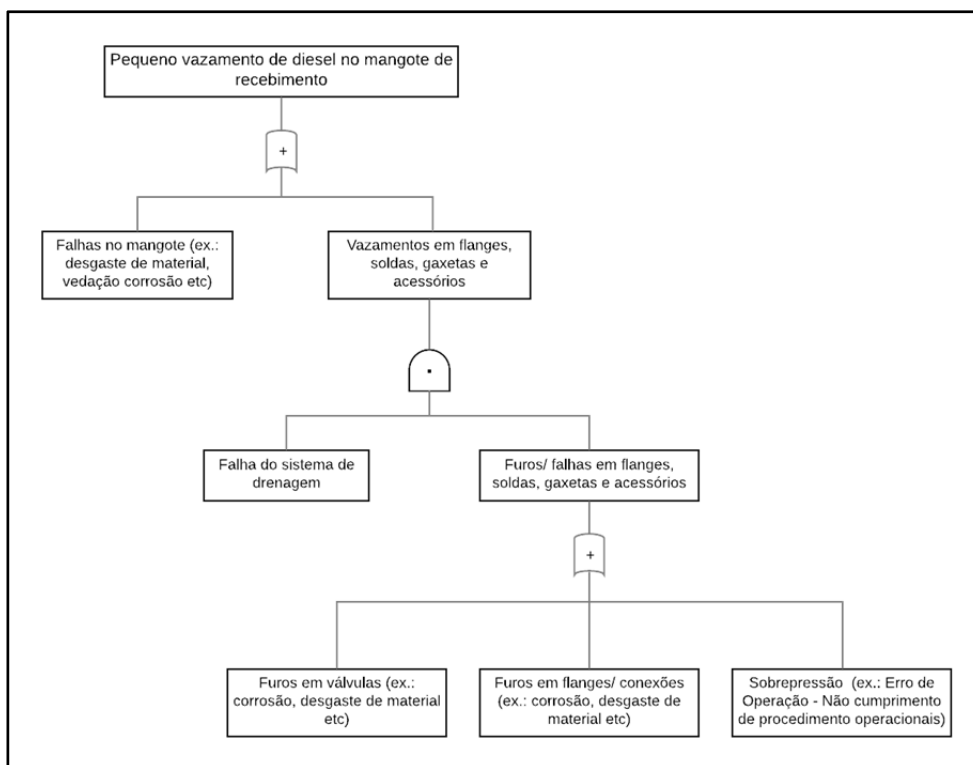 Pequeno vazamento de diesel no mangote de
recebimento
+
Falhas no mangote (ex.:
desgaste de material,
vedação corrosão etc)
Vazamentos em flanges,
soldas, gaxetas e
acessórios
.
Falha do sistema de
drenagem
Furos/ falhas em flanges,
soldas, gaxetas e acessórios
+
Furos em válvulas (ex.:
corrosão, desgaste de material
etc)
Furos em flanges/ conexões
(ex.: corrosão, desgaste de
material etc)
Sobrepressão (ex.: Erro de
Operação - Não cumprimento
de procedimento operacionais)